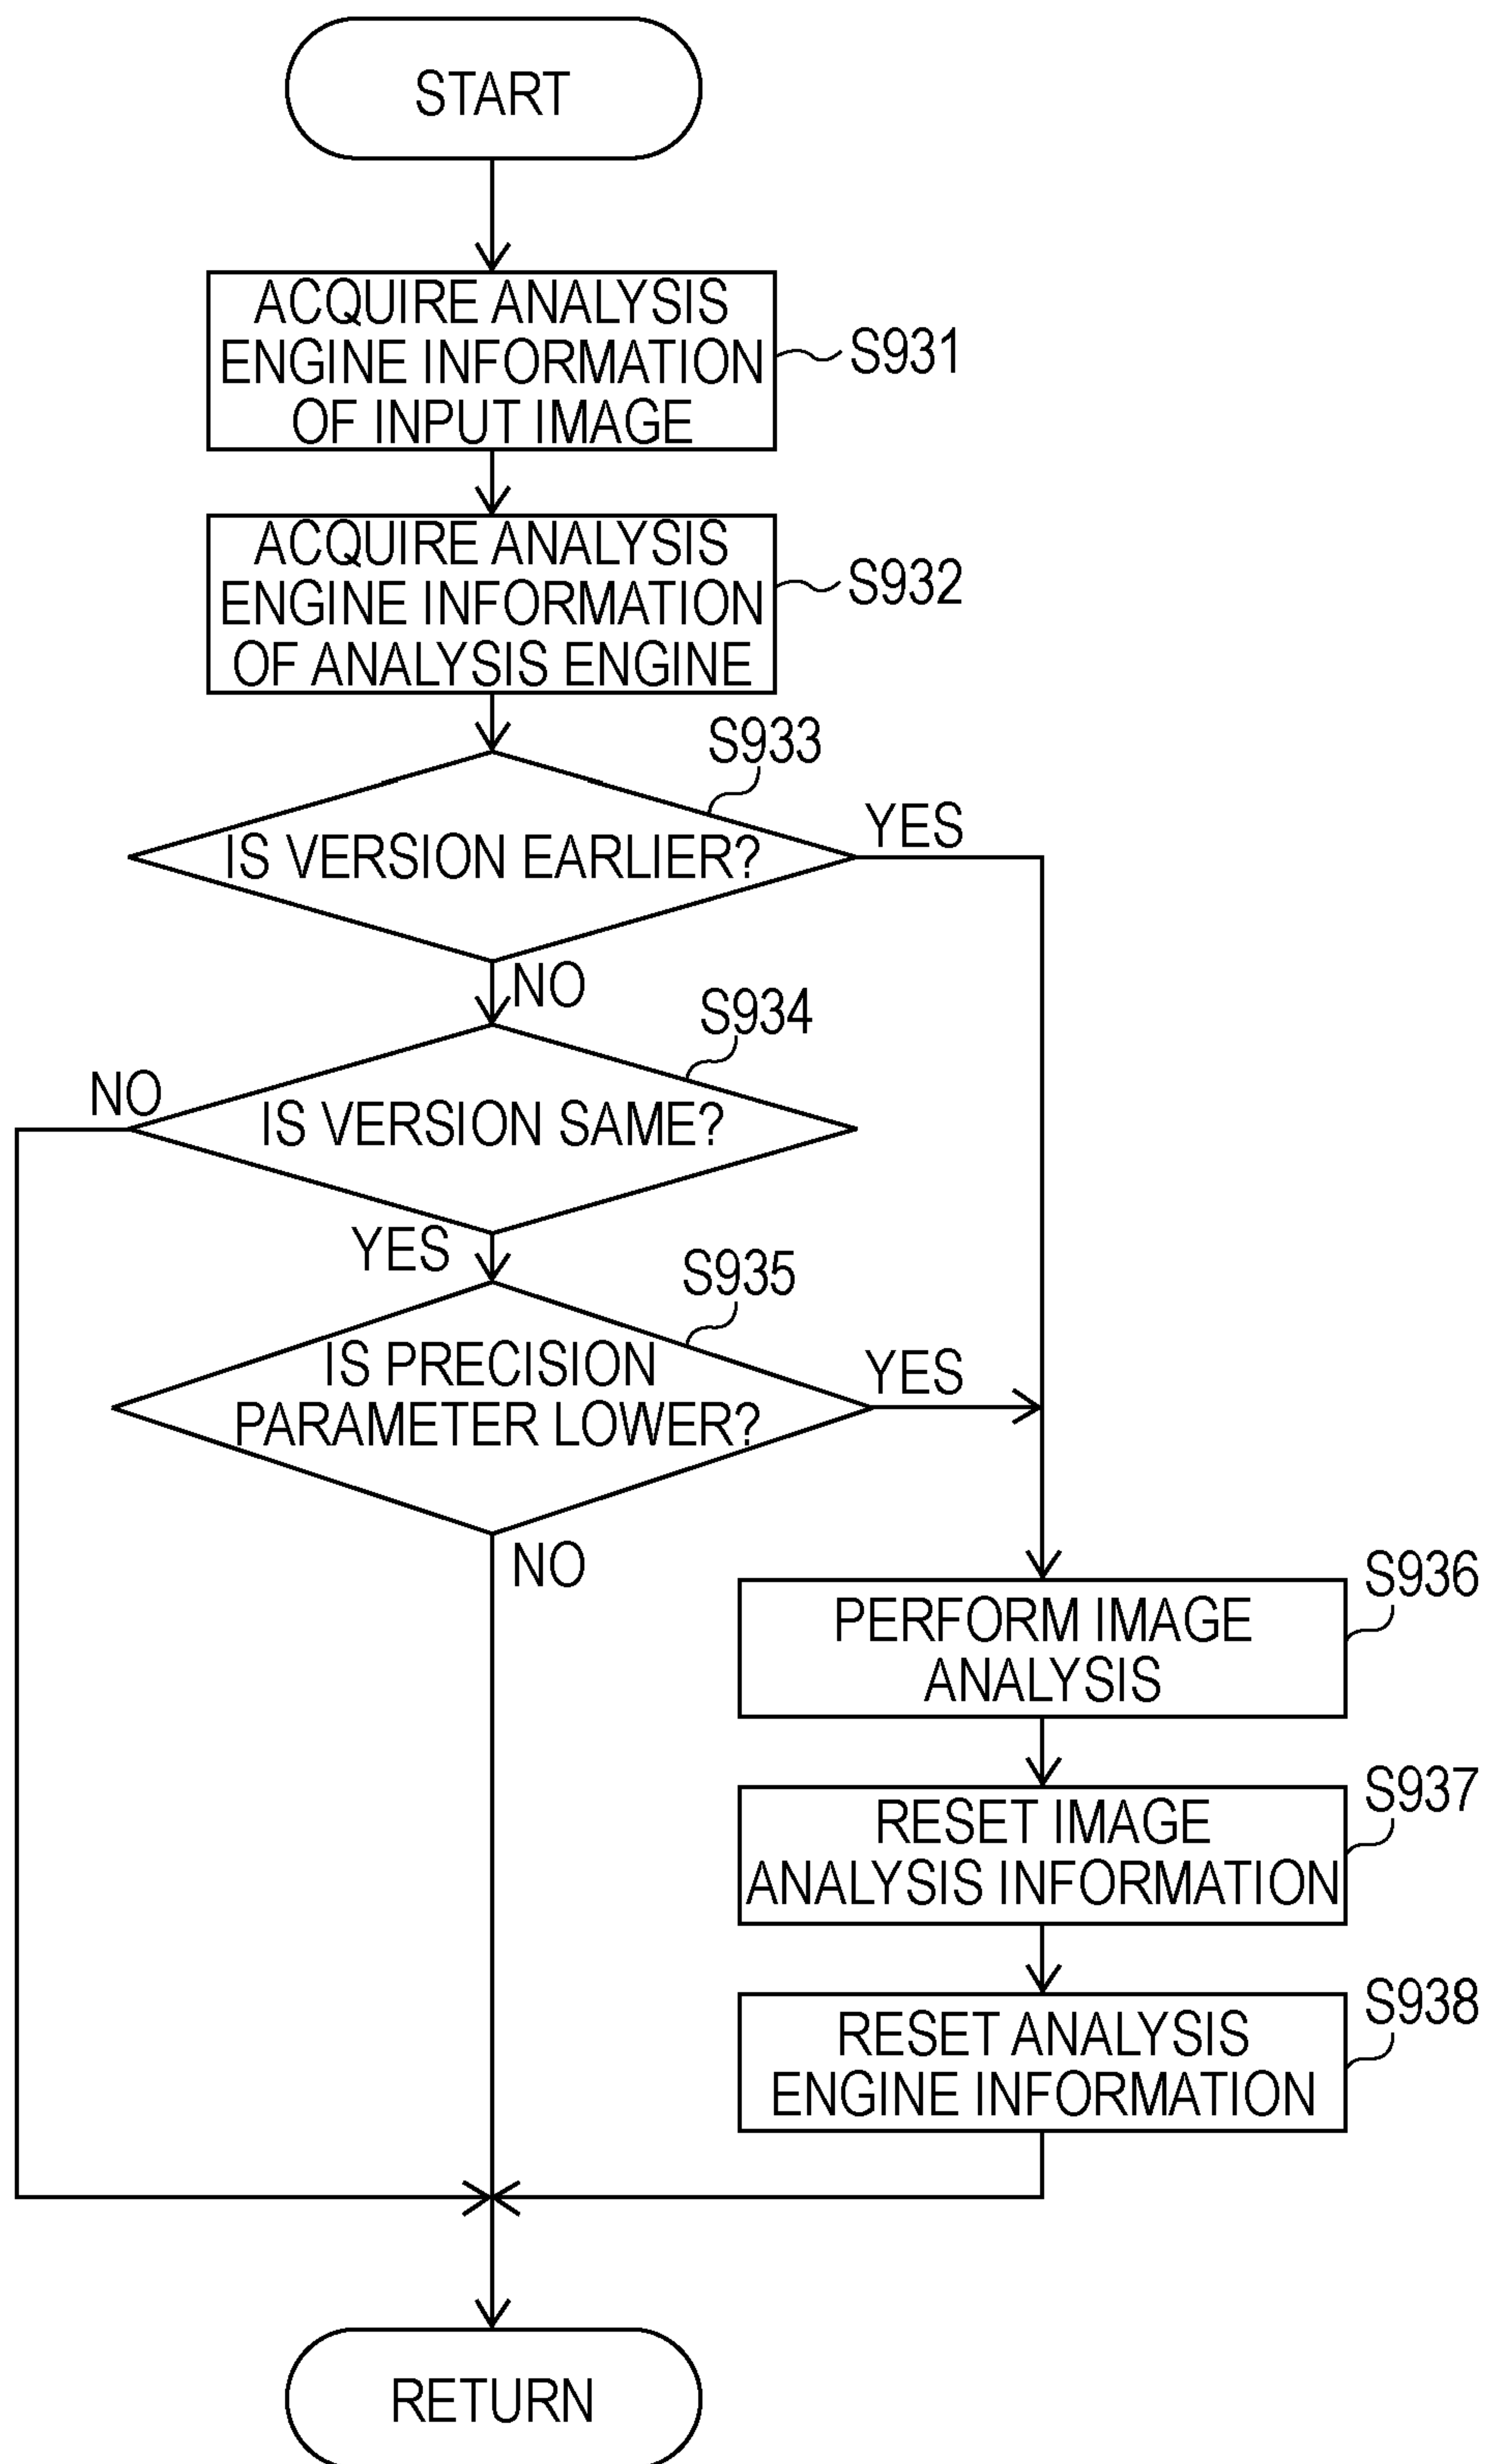 START
ACQUIRE ANALYSIS
ENGINE INFORMATION
OF INPUT IMAGE
S931
ACQUIRE ANALYSIS
ENGINE INFORMATION
OF ANALYSIS ENGINE
S932
S933
IS VERSION EARLIER?
YES
NO
S934
IS VERSION SAME?
NO
YES
S935
IS PRECISION
PARAMETER LOWER?
YES
NO
S936
PERFORM IMAGE
ANALYSIS
S937
RESET IMAGE
ANALYSIS INFORMATION
S938
RESET ANALYSIS
ENGINE INFORMATION
RETURN